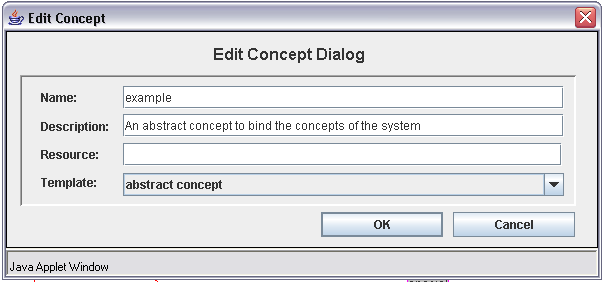 Edit Concept
Edit Concept Dialog
Name: example
Description: An abstract concept to bind the concepts of the system
Resource:
Template: abstract concept
OK Cancel
Java Applet Window